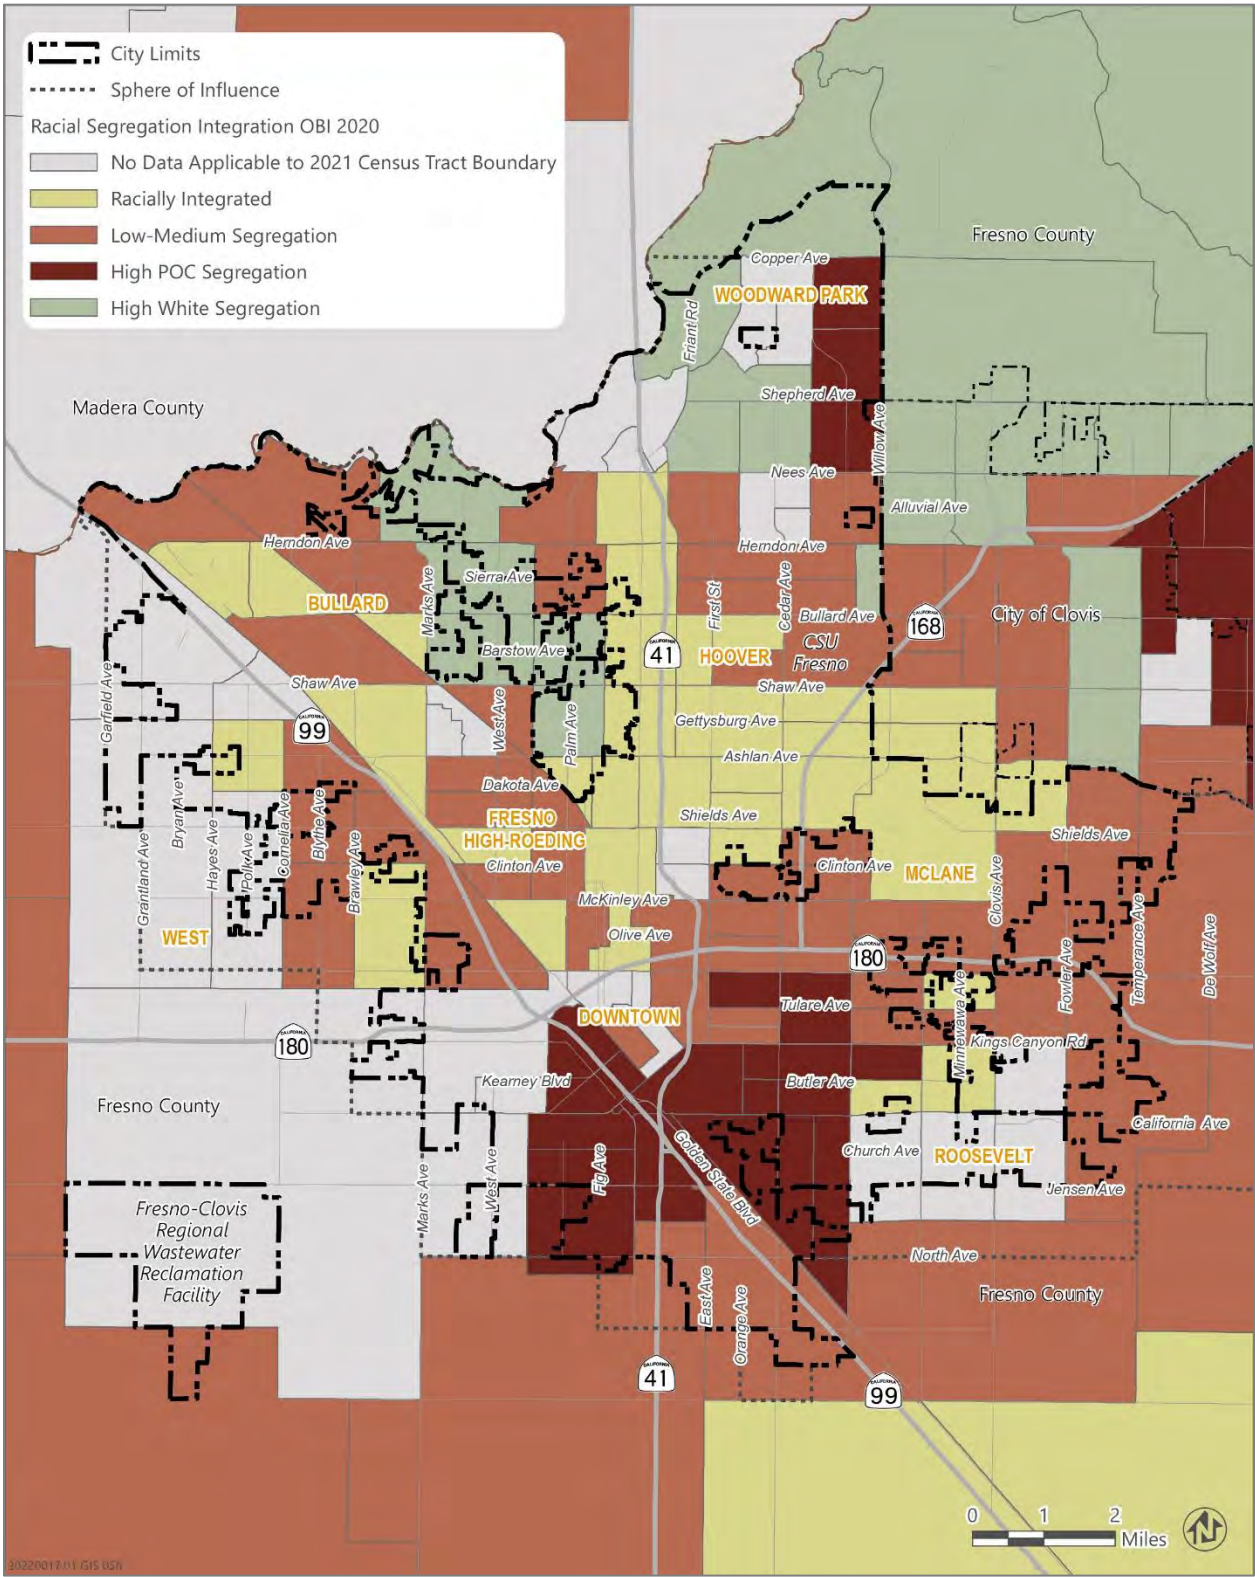 City Limits
Sphere of Influence
Racial Segregation Integration OBI 2020
No Data Applicable to 2021 Census Tract Boundary
Racially Integrated
Low-Medium Segregation
High POC Segregation
High White Segregation
Fresno County
Copper Ave
WOODWARD PARK
Friant Rd
Madera County
Shepherd Ave
Willow Ave
Nees Ave
Alluvial Ave
Herndon Ave
Herndon Ave
Sierra Ave
Marks Ave
First St
Cedar Ave
BULLARD
Bullard Ave
CALIFORNIA
168
City of Clovis
Barstow Ave
CALIFORNIA
41
HOOVER
CSU
Fresno
Garfield Ave
Shaw Ave
Shaw Ave
CALIFORNIA
99
West Ave
Palm Ave
Gettysburg Ave
Ashlan Ave
Dakota Ave
Bryan Ave
Hayes Ave
Polk Ave
Cornelia Ave
Blythe Ave
Brawley Ave
Grantland Ave
FRESNO
HIGH-ROEDING
Shields Ave
Shields Ave
Clinton Ave
Clinton Ave
MCLANE
Clovis Ave
McKinley Ave
WEST
Olive Ave
CALIFORNIA
180
Minnewawa Ave
Fowler Ave
Temperance Ave
De Wolf Ave
DOWNTOWN
Tulare Ave
CALIFORNIA
180
Kings Canyon Rd
Kearney Blvd
Butler Ave
Fresno County
California Ave
Church Ave
ROOSEVELT
Golden State Blvd
Fig Ave
Marks Ave
West Ave
Jensen Ave
Fresno-Clovis
Regional
Wastewater
Reclamation
Facility
North Ave
East Ave
Orange Ave
Fresno County
CALIFORNIA
41
CALIFORNIA
99
0 1 2
Miles
N